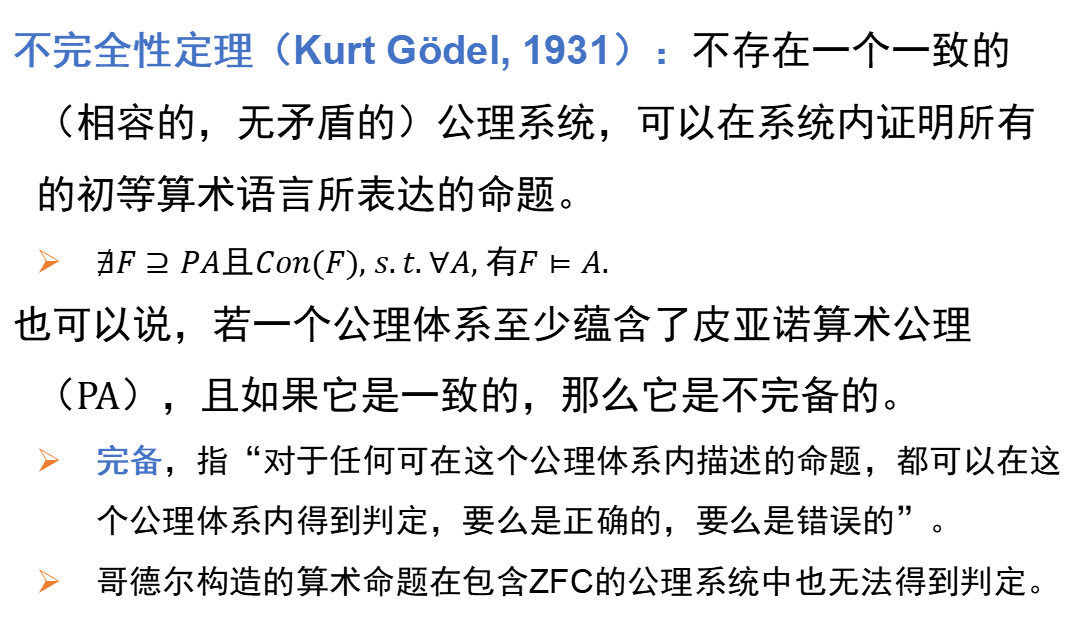 不完全性定理（Kurt Gödel, 1931）：不存在一个一致的
（相容的，无矛盾的）公理系统，可以在系统内证明所有
的初等算术语言所表达的命题。
➢ ∄F ⊇ PA且Con(F), s.t. ∀A, 有F ⊨ A.
也可以说，若一个公理体系至少蕴含了皮亚诺算术公理
（PA），且如果它是一致的，那么它是不完备的。
➢ 完备，指“对于任何可在这个公理体系内描述的命题，都可以在这
个公理体系内得到判定，要么是正确的，要么是错误的”。
➢ 哥德尔构造的算术命题在包含ZFC的公理系统中也无法得到判定。